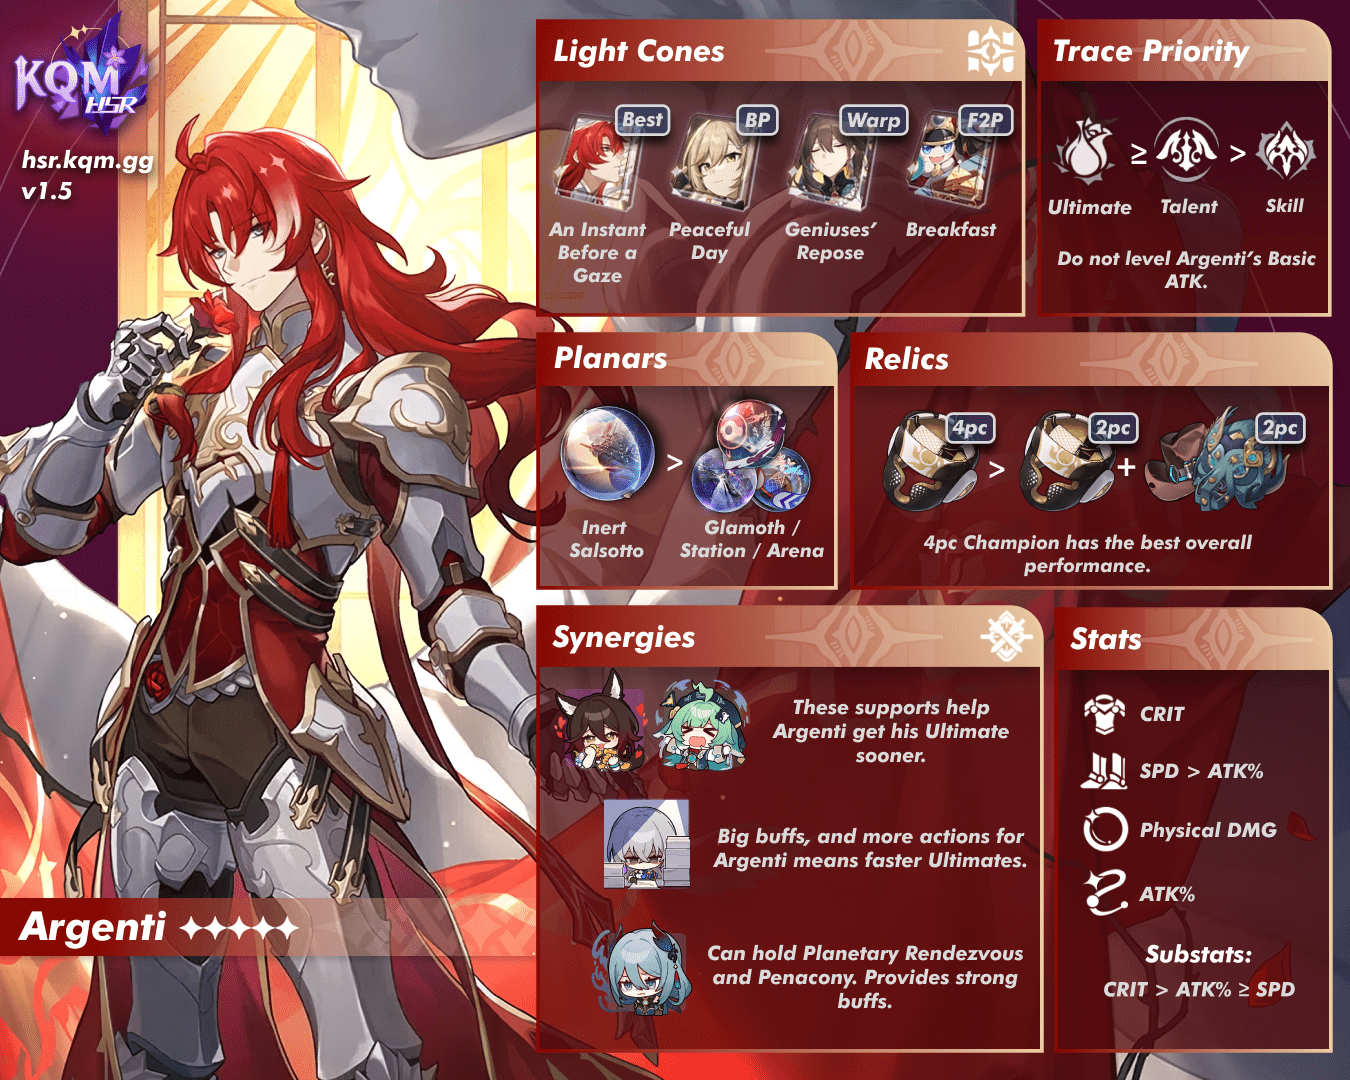 KQM
HSR
hsr.kqm.gg
v1.5
Argenti
Light Cones
Best
BP
Warp
F2P
An Instant
Before a
Gaze
Peaceful
Day
Geniuses’
Repose
Breakfast
Trace Priority
≥
>
Ultimate
Talent
Skill
Do not level Argenti’s Basic
ATK.
Planars
>
Inert
Salsotto
Glamoth /
Station / Arena
Relics
4pc
>
2pc
+
2pc
4pc Champion has the best overall
performance.
Synergies
These supports help
Argenti get his Ultimate
sooner.
Big buffs, and more actions for
Argenti means faster Ultimates.
Can hold Planetary Rendezvous
and Penacony. Provides strong
buffs.
Stats
CRIT
SPD > ATK%
Physical DMG
ATK%
Substats:
CRIT > ATK% ≥ SPD